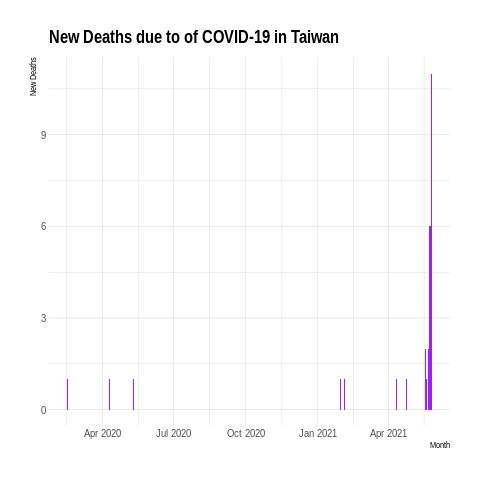 New Deaths due to of COVID-19 in Taiwan
New Deaths
9
6
3
0
Apr 2020 Jul 2020 Oct 2020 Jan 2021 Apr 2021
Month